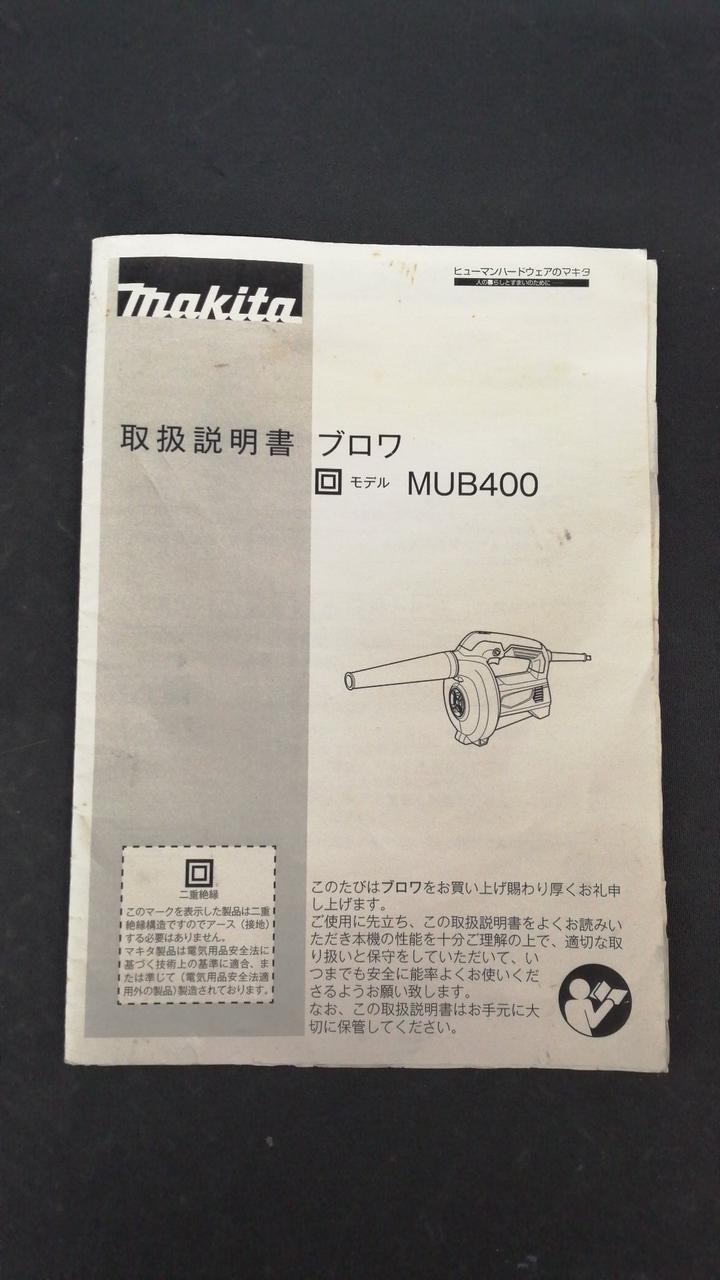 makita
ヒューマンハードウェアのマキタ
人の暮らしとすまいのために
取扱説明書
ブロワ
モデル MUB400
二重絶縁
このマークを表示した製品は二重
絶縁構造ですのでアース（接地）
する必要はありません。
マキタ製品は電気用品安全法に
基づく技術上の基準に適合、ま
たは準じて（電気用品安全法適
用外の製品）製造されております。
このたびはブロワをお買い上げ賜わり厚くお礼申
し上げます。
ご使用に先立ち、この取扱説明書をよくお読みい
ただき本機の性能を十分ご理解の上で、適切な取
り扱いと保守をしていただいて、い
つまでも安全に能率よくお使いくだ
さるようお願い致します。
なお、この取扱説明書はお手元に大
切に保管してください。